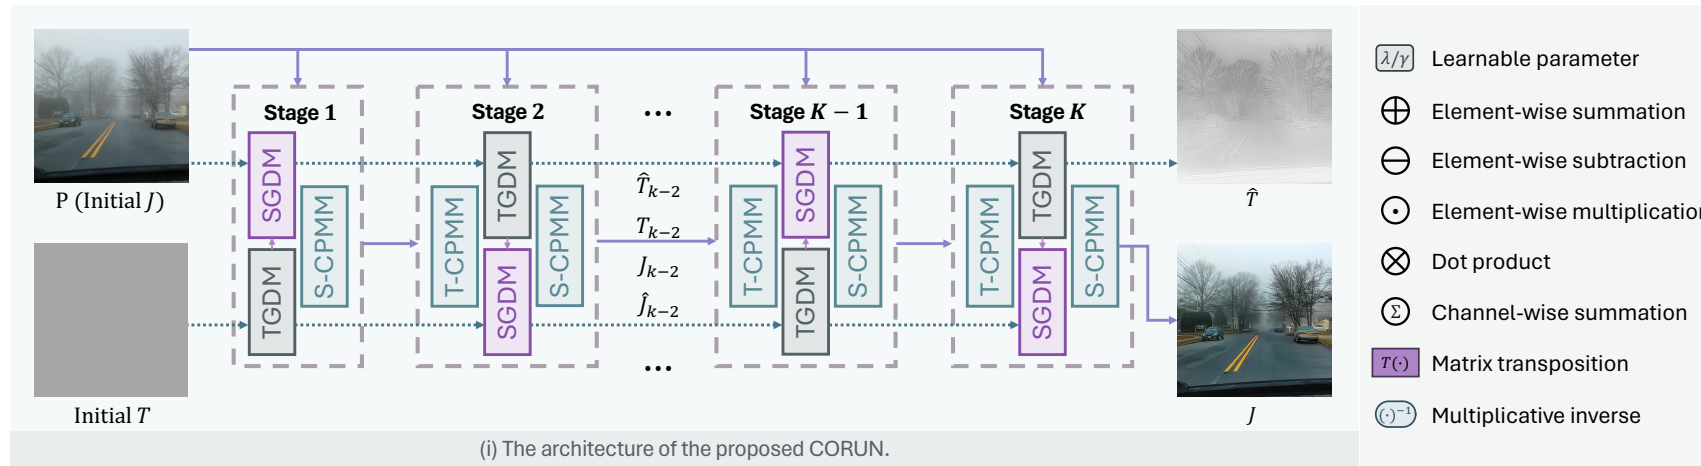 P (Initial J)
Initial T
Stage 1
SGDM
TGDM
S-CPMM
Stage 2
T-CPMM
TGDM
SGDM
S-CPMM
...
T̂ₖ₋₂
Tₖ₋₂
Jₖ₋₂
Ĵₖ₋₂
...
Stage K − 1
T-CPMM
SGDM
TGDM
S-CPMM
Stage K
T-CPMM
TGDM
SGDM
S-CPMM
T̂
J
(i) The architecture of the proposed CORUN.
λ/γ Learnable parameter
⊕ Element-wise summation
⊖ Element-wise subtraction
⊙ Element-wise multiplication
⊗ Dot product
Σ Channel-wise summation
T(·) Matrix transposition
(·)⁻¹ Multiplicative inverse